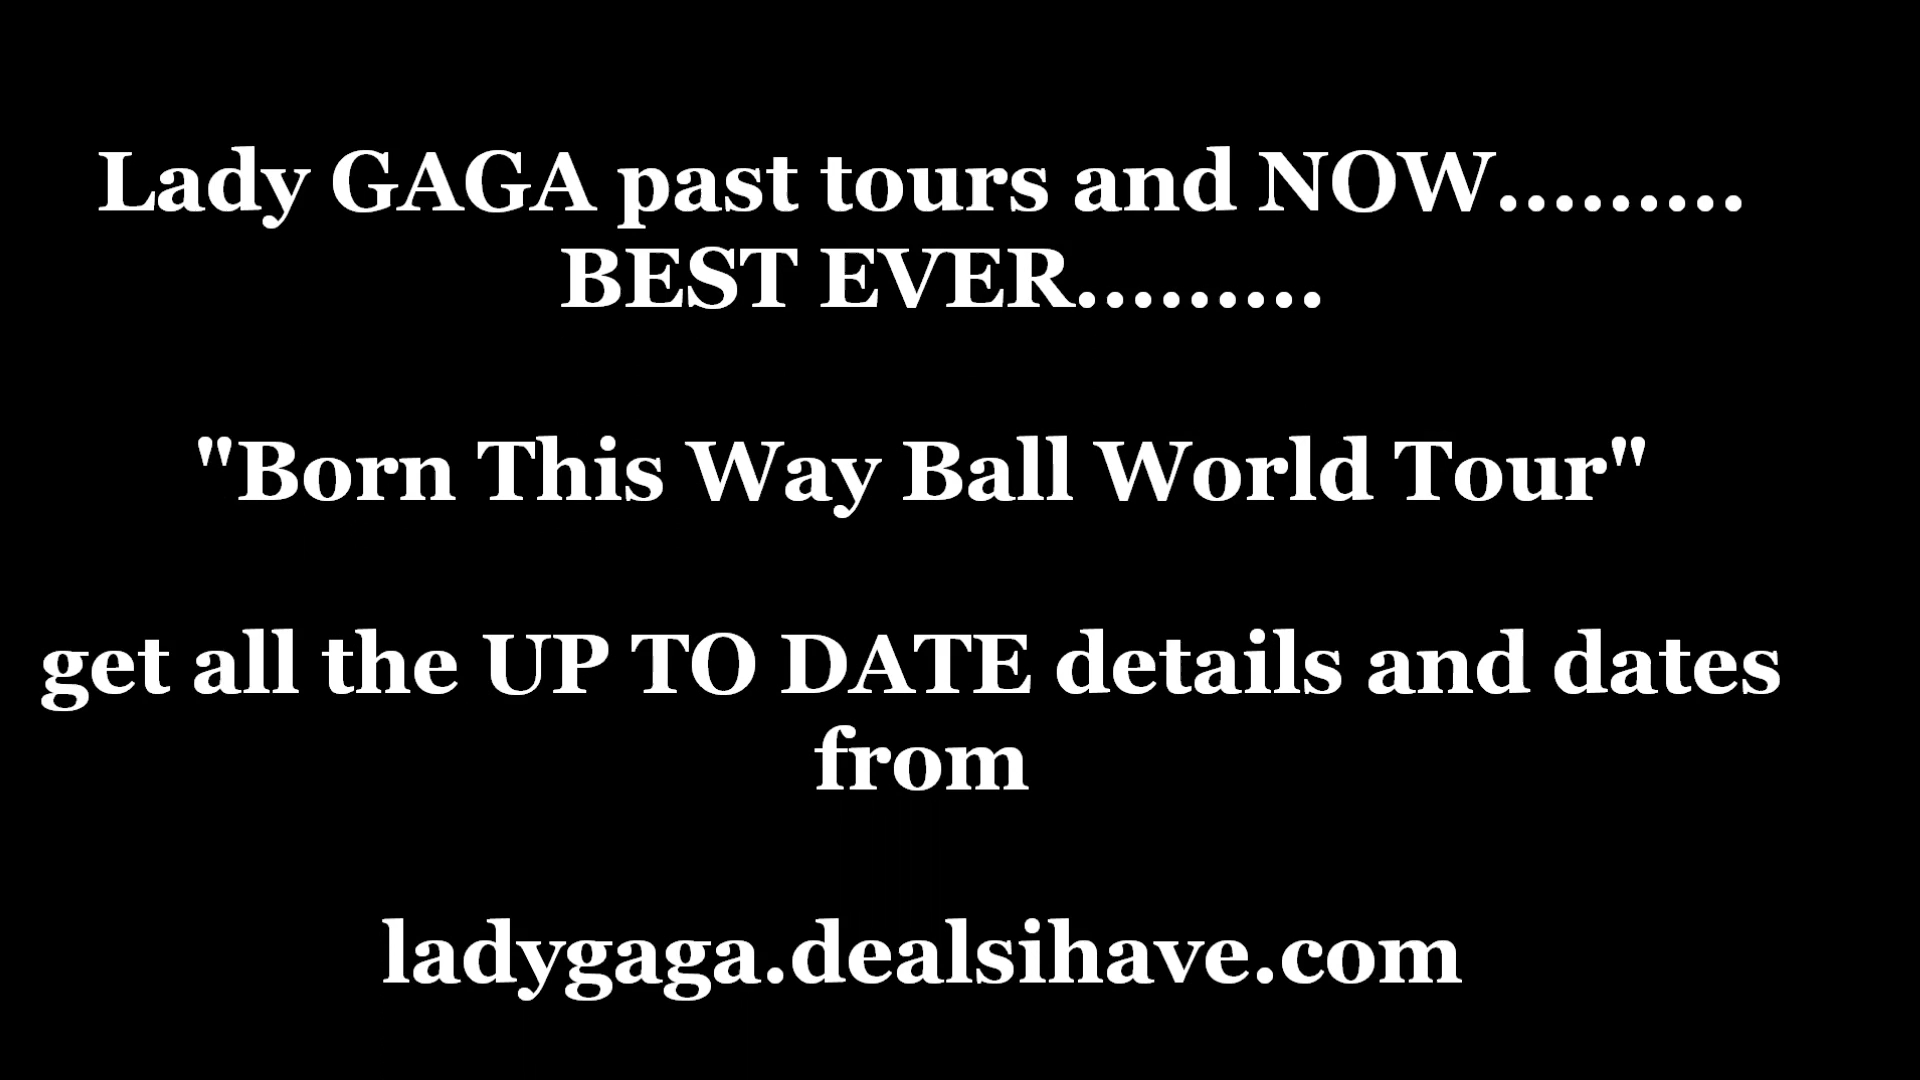 Lady GAGA past tours and NOW.........
BEST EVER.........
"Born This Way Ball World Tour"
get all the UP TO DATE details and dates
from
ladygaga.dealsihave.com